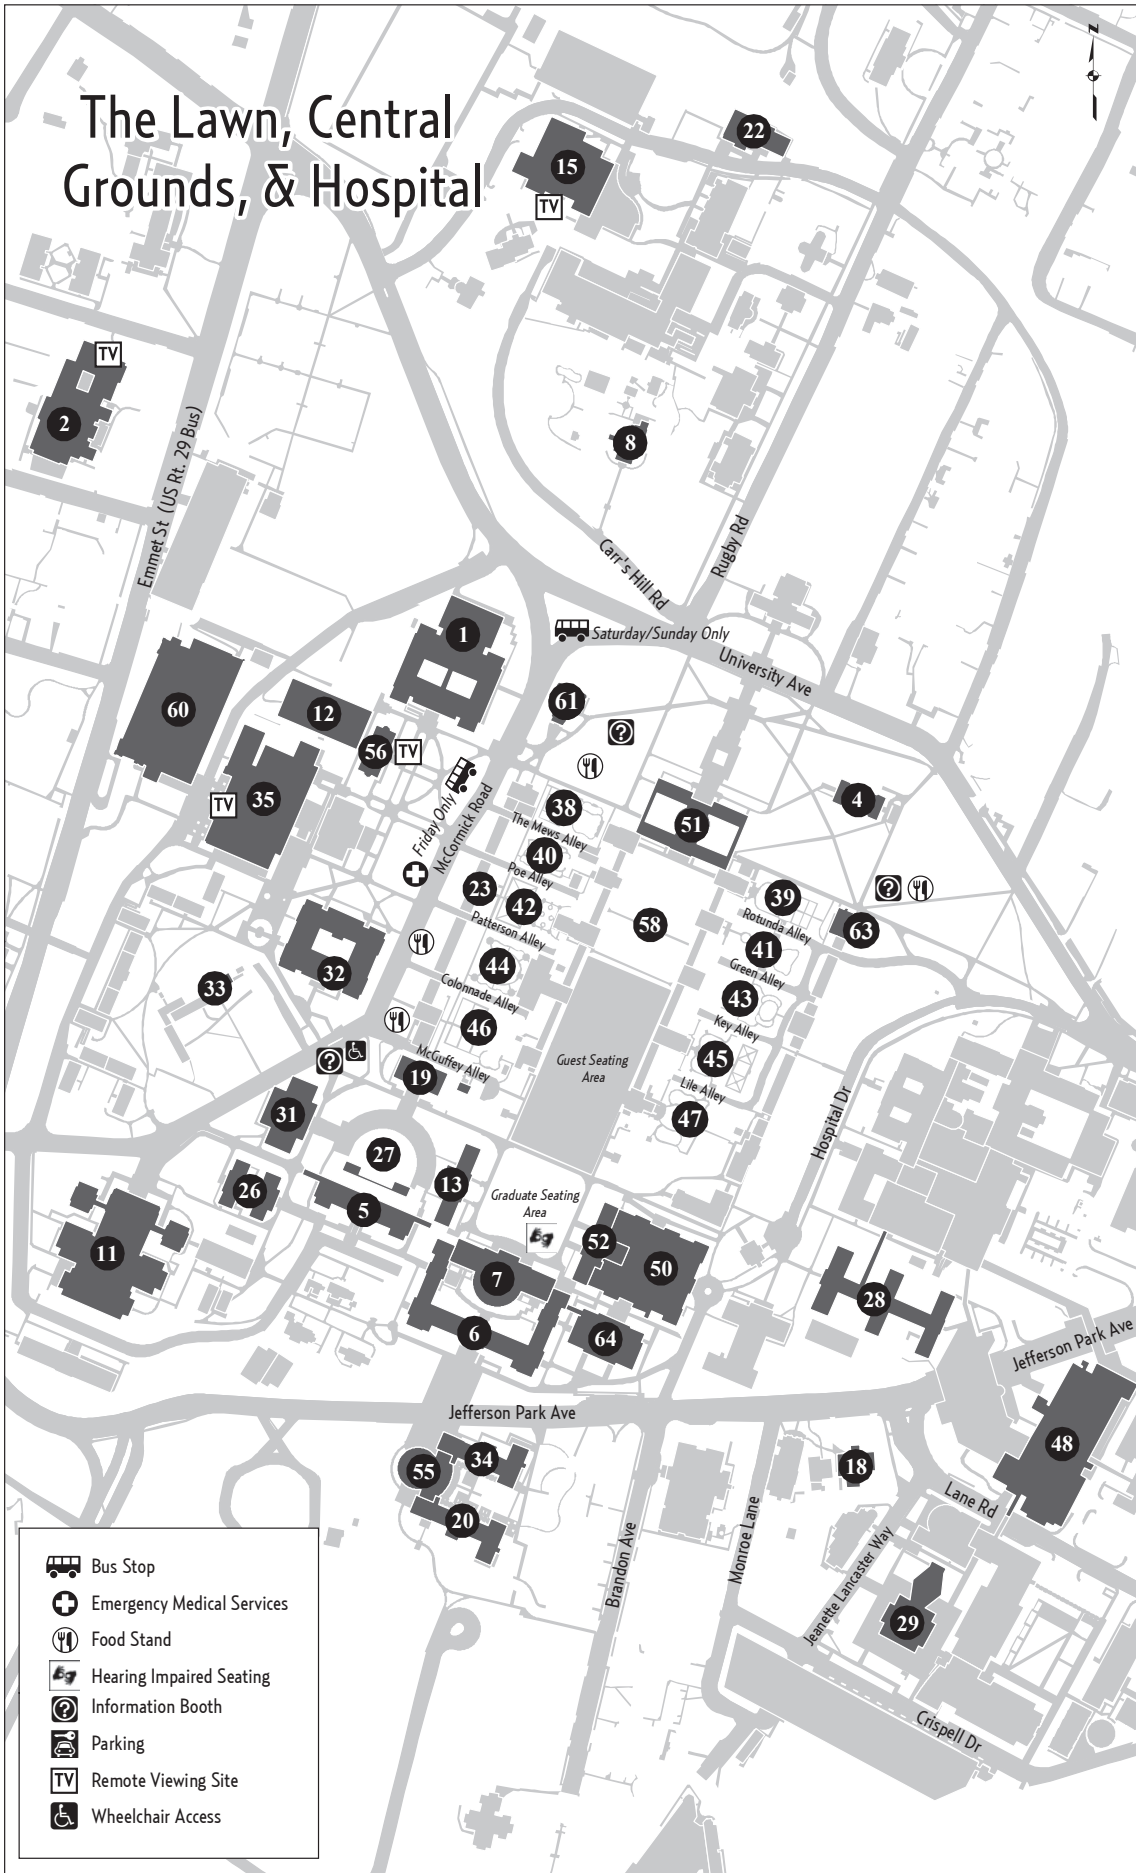 The Lawn, Central
Grounds, & Hospital
N
22
15
TV
TV
2
8
Emmet St (US Rt. 29 Bus)
Carr's Hill Rd
Rugby Rd
1
Saturday/Sunday Only
University Ave
61
60
12
56
TV
35
TV
Friday Only
McCormick Road
38
The Mews Alley
40
Poe Alley
23
42
Patterson Alley
44
Colonnade Alley
46
McGuffey Alley
19
51
4
39
Rotunda Alley
63
41
Green Alley
43
Key Alley
45
Lile Alley
47
58
32
33
Guest Seating
Area
Hospital Dr
31
27
26
5
13
11
Graduate Seating
Area
52
50
7
6
64
28
Jefferson Park Ave
Jefferson Park Ave
48
34
55
20
18
Lane Rd
Brandon Ave
Monroe Lane
Jeanette Lancaster Way
29
Crispell Dr
Bus Stop
Emergency Medical Services
Food Stand
Hearing Impaired Seating
Information Booth
Parking
TV Remote Viewing Site
Wheelchair Access